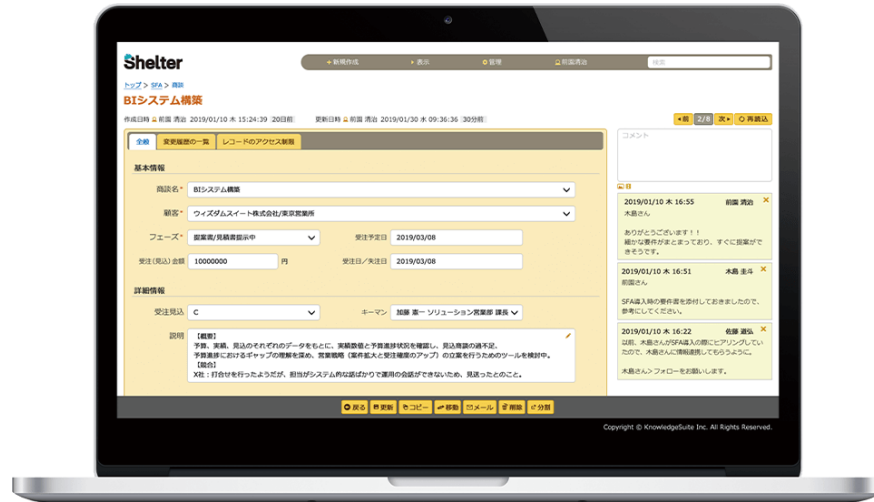 Shelter
新規作成
表示
管理
前園清治
検索
トップ > SFA > 商談
BIシステム構築
作成日時 前園 清治 2019/01/10 木 15:24:39 [20日前]
更新日時 前園 清治 2019/01/30 水 09:36:36 [30分前]
前 2/8 次 再読込
全般
変更履歴の一覧
レコードのアクセス制限
コメント
基本情報
商談名* BIシステム構築
顧客* ウィズダムスイート株式会社/東京営業所
フェーズ* 提案書/見積書提示中
受注予定日 2019/03/08
受注(見込)金額 10000000 円
受注日/失注日 2019/03/08
詳細情報
受注見込 C
キーマン 加藤 憲一 ソリューション営業部 課長
説明 【概要】
予算、実績、見込のそれぞれのデータをもとに、実績数値と予算進捗状況を確認し、見込商談の過不足、
予算進捗におけるギャップの理解を深め、営業戦略（案件拡大と受注確度のアップ）の立案を行うためのツールを検討中。
【競合】
X社：打合せを行ったようだが、担当がシステム的な話ばかりで運用の会話ができないため、見送ったとのこと。
2019/01/10 木 16:55 前園 清治
木島さん
ありがとうございます！！
細かな要件がまとまっており、すぐに提案ができそうです。
2019/01/10 木 16:51 木島 圭斗
前園さん
SFA導入時の要件書を添付しておきましたので、
参考にしてください。
2019/01/10 木 16:22 佐藤 道弘
以前、木島さんがSFA導入の際にヒアリングしてい
たので、木島さんに情報提供してもらうように。
木島さん＞フォローをお願いします。
戻る 更新 コピー 移動 メール 削除 分割
Copyright © KnowledgeSuite Inc. All Rights Reserved.